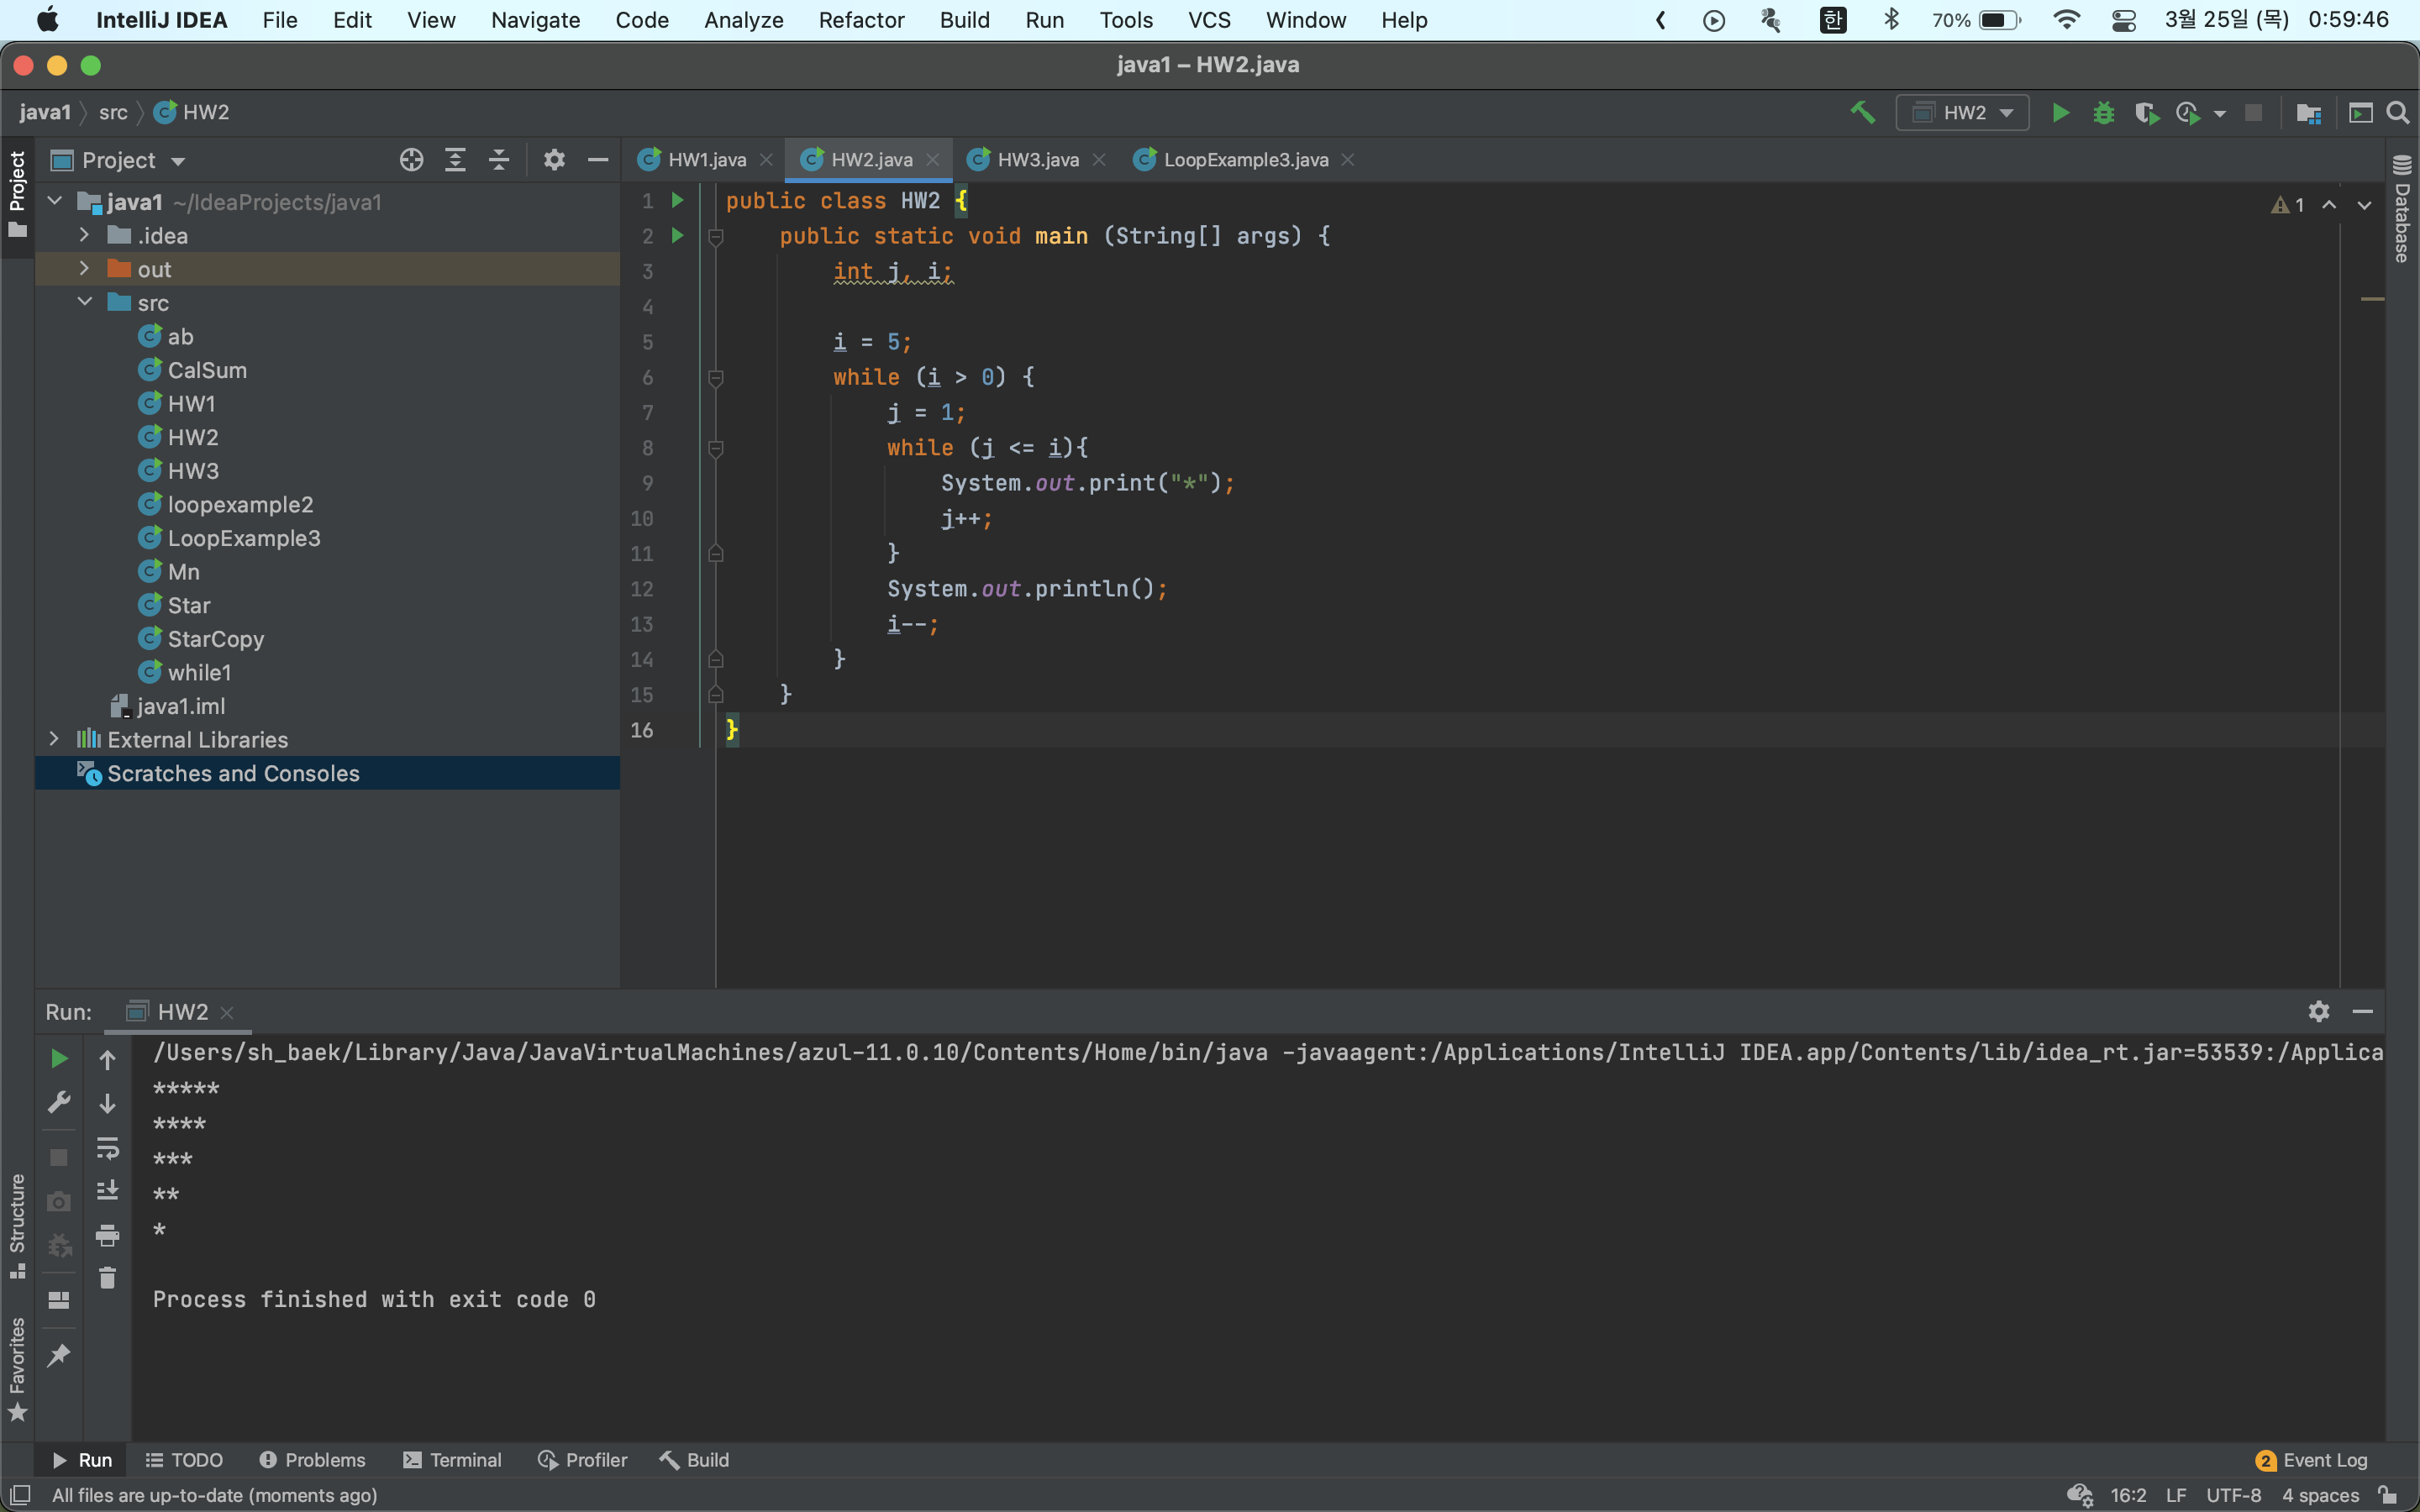 IntelliJ IDEA File Edit View Navigate Code Analyze Refactor Build Run Tools VCS Window Help 한 70% 3월 25일 (목) 0:59:46
java1 – HW2.java
java1 src HW2 HW2
Project
Project HW1.java HW2.java HW3.java LoopExample3.java
Database
java1 ~/IdeaProjects/java1
.idea
out
src
ab
CalSum
HW1
HW2
HW3
loopexample2
LoopExample3
Mn
Star
StarCopy
while1
java1.iml
External Libraries
Scratches and Consoles
1 public class HW2 {
2     public static void main (String[] args) {
3         int j, i;
4
5         i = 5;
6         while (i > 0) {
7             j = 1;
8             while (j <= i){
9                 System.out.print("*");
10                 j++;
11             }
12             System.out.println();
13             i--;
14         }
15     }
16 }
1
Run: HW2
/Users/sh_baek/Library/Java/JavaVirtualMachines/azul-11.0.10/Contents/Home/bin/java -javaagent:/Applications/IntelliJ IDEA.app/Contents/lib/idea_rt.jar=53539:/Applica
*****
****
***
**
*
Process finished with exit code 0
Structure
Favorites
Run TODO Problems Terminal Profiler Build 2 Event Log
All files are up-to-date (moments ago) 16:2 LF UTF-8 4 spaces